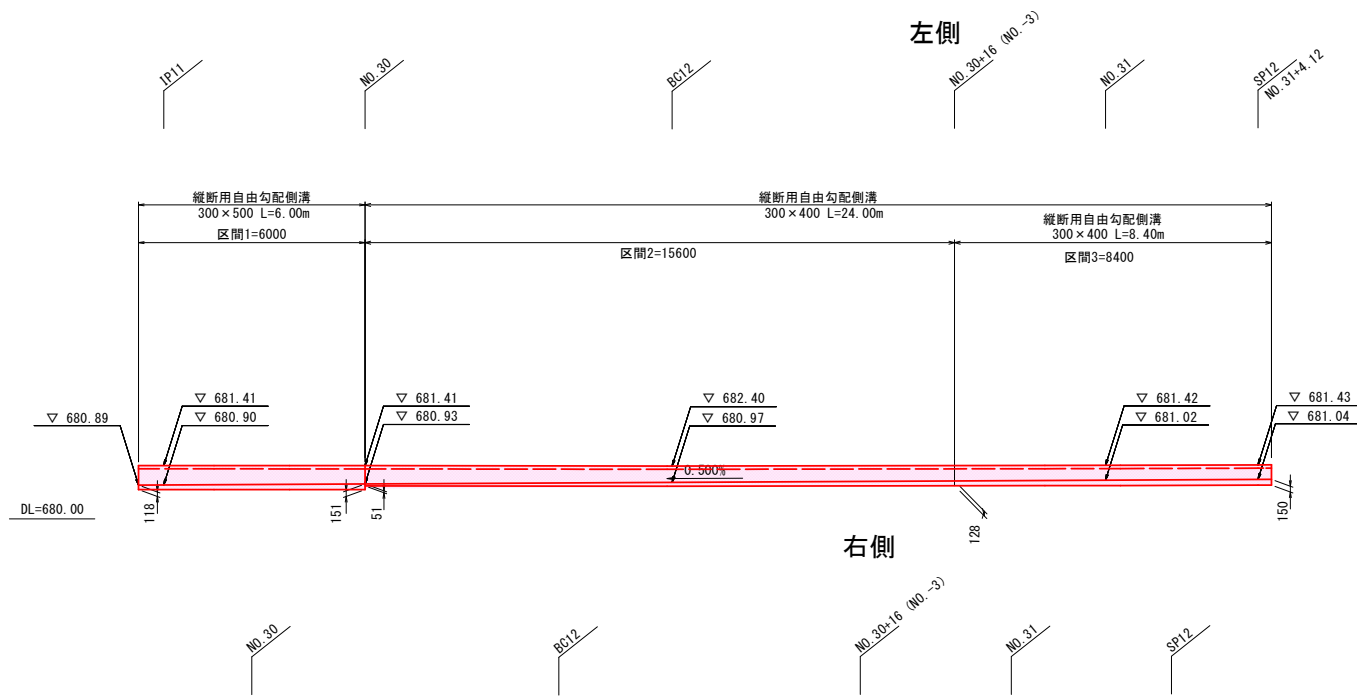 左側
IP11
NO.30
BC12
NO.30+16 (NO.-3)
NO.31
SP12
NO.31+4.12
縦断用自由勾配側溝
300×500 L=6.00m
縦断用自由勾配側溝
300×400 L=24.00m
縦断用自由勾配側溝
300×400 L=8.40m
区間1=6000
区間2=15600
区間3=8400
▽ 680.89
▽ 681.41
▽ 680.90
▽ 681.41
▽ 680.93
▽ 682.40
▽ 680.97
▽ 681.42
▽ 681.02
▽ 681.43
▽ 681.04
0.500%
DL=680.00
118
151
51
128
150
右側
NO.30
BC12
NO.30+16 (NO.-3)
NO.31
SP12